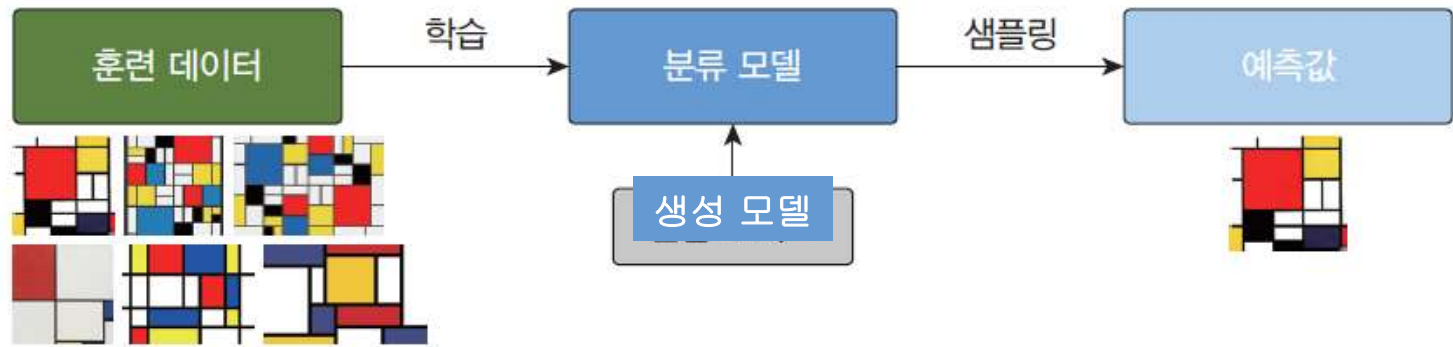 훈련 데이터
학습
분류 모델
샘플링
예측값
생성 모델